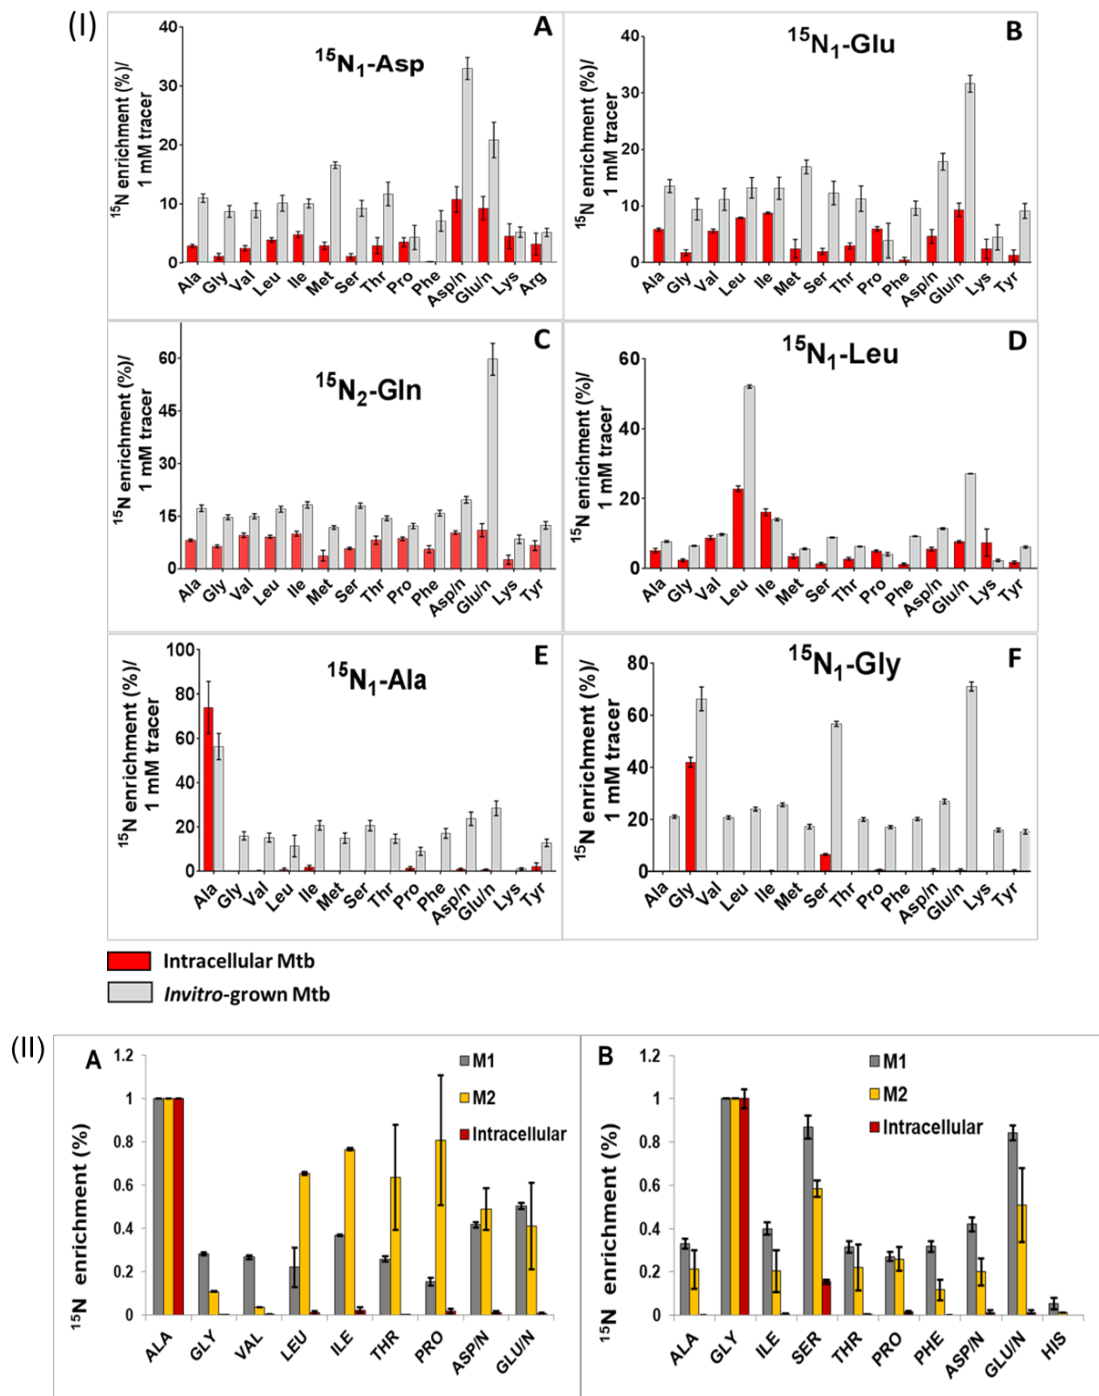 (I)
A
15N1-Asp
15N enrichment (%)/
1 mM tracer
40
30
20
10
0
Ala Gly Val Leu Ile Met Ser Thr Pro Phe Asp/n Glu/n Lys Arg
B
15N1-Glu
15N enrichment (%)/
1 mM tracer
40
30
20
10
0
Ala Gly Val Leu Ile Met Ser Thr Pro Phe Asp/n Glu/n Lys Tyr
C
15N2-Gln
15N enrichment (%)/
1 mM tracer
60
45
30
15
0
Ala Gly Val Leu Ile Met Ser Thr Pro Phe Asp/n Glu/n Lys Tyr
D
15N1-Leu
15N enrichment (%)/
1 mM tracer
60
40
20
0
Ala Gly Val Leu Ile Met Ser Thr Pro Phe Asp/n Glu/n Lys Tyr
E
15N1-Ala
15N enrichment (%)/
1 mM tracer
100
80
60
40
20
0
Ala Gly Val Leu Ile Met Ser Thr Pro Phe Asp/n Glu/n Lys Tyr
F
15N1-Gly
15N enrichment (%)/
1 mM tracer
80
60
40
20
0
Ala Gly Val Leu Ile Met Ser Thr Pro Phe Asp/n Glu/n Lys Tyr
Intracellular Mtb
Invitro-grown Mtb
(II)
A
M1
M2
Intracellular
15N enrichment (%)
1.2
1
0.8
0.6
0.4
0.2
0
ALA GLY VAL LEU ILE THR PRO ASP/N GLU/N
B
M1
M2
Intracellular
15N enrichment (%)
1.2
1
0.8
0.6
0.4
0.2
0
ALA GLY ILE SER THR PRO PHE ASP/N GLU/N HIS